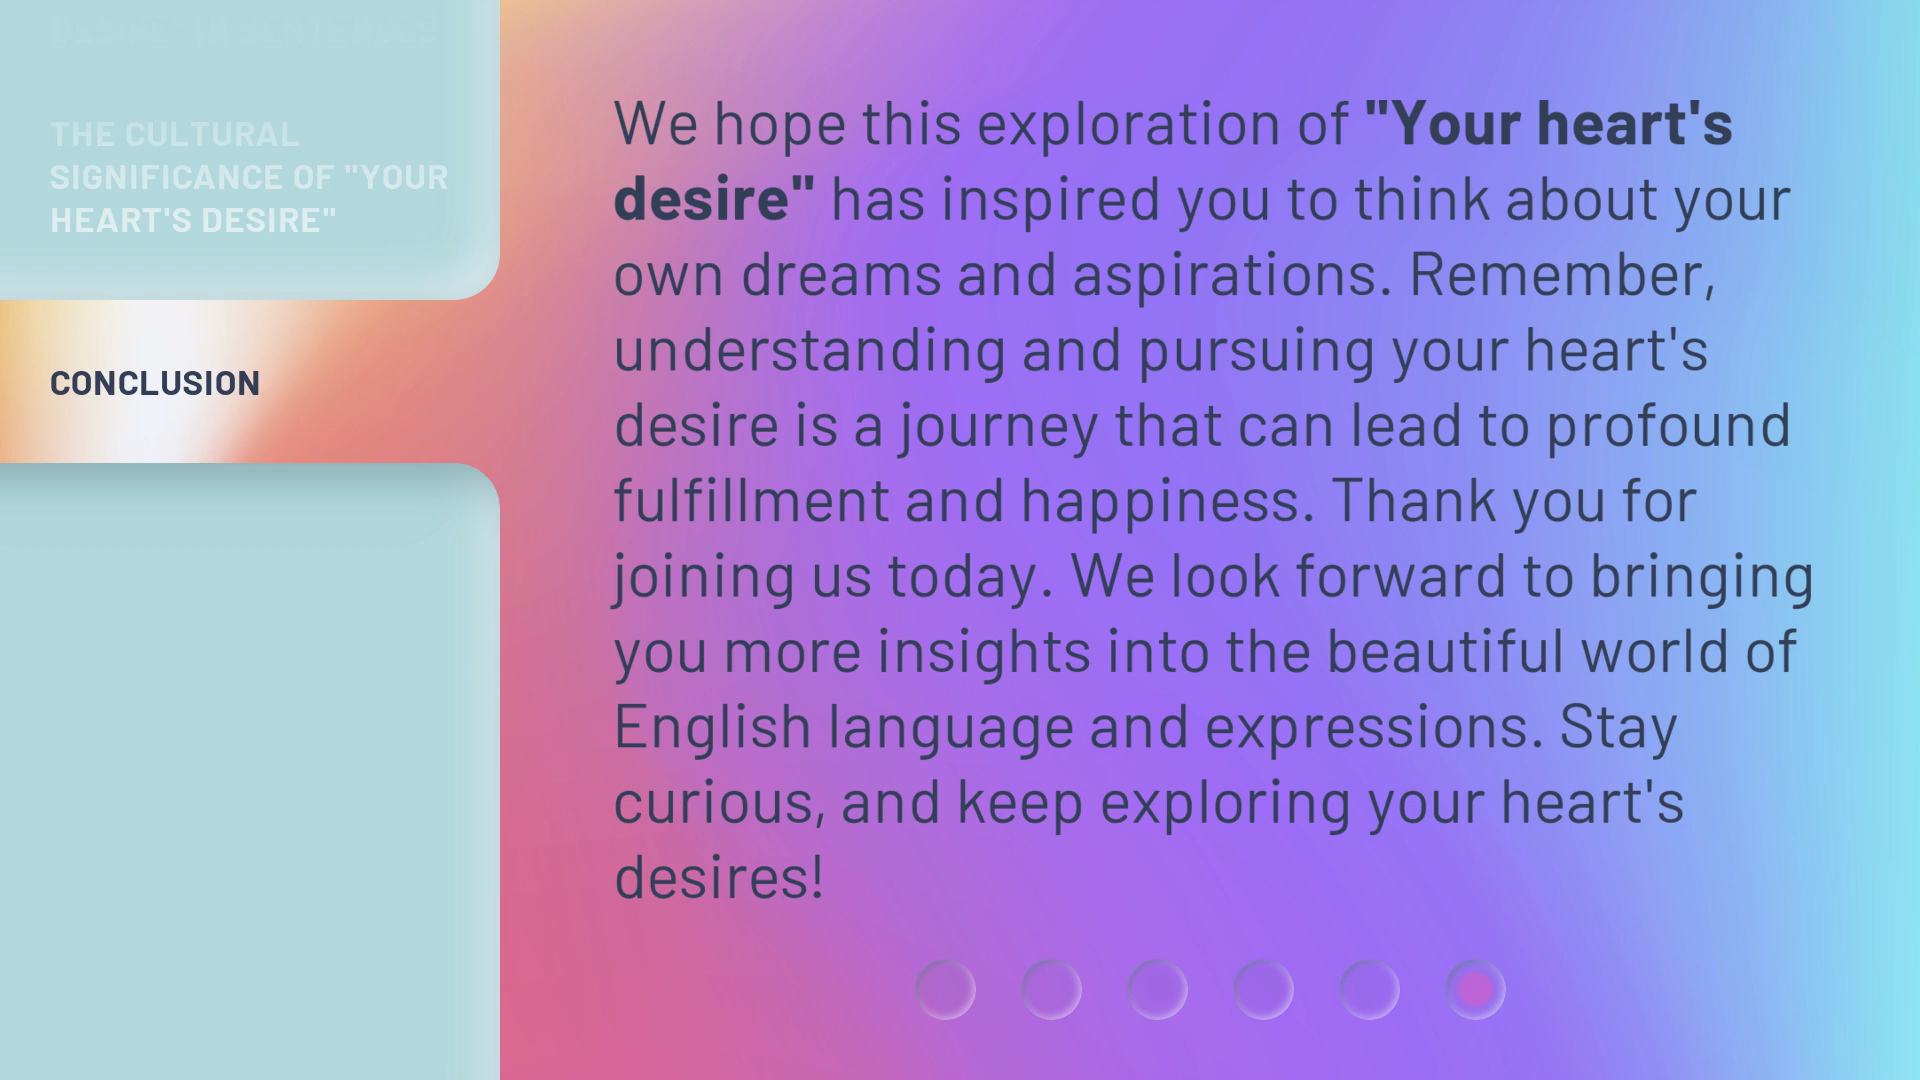 THE CULTURAL
SIGNIFICANCE OF "YOUR
HEART'S DESIRE"
CONCLUSION
We hope this exploration of "Your heart's
desire" has inspired you to think about your
own dreams and aspirations. Remember,
understanding and pursuing your heart's
desire is a journey that can lead to profound
fulfillment and happiness. Thank you for
joining us today. We look forward to bringing
you more insights into the beautiful world of
English language and expressions. Stay
curious, and keep exploring your heart's
desires!